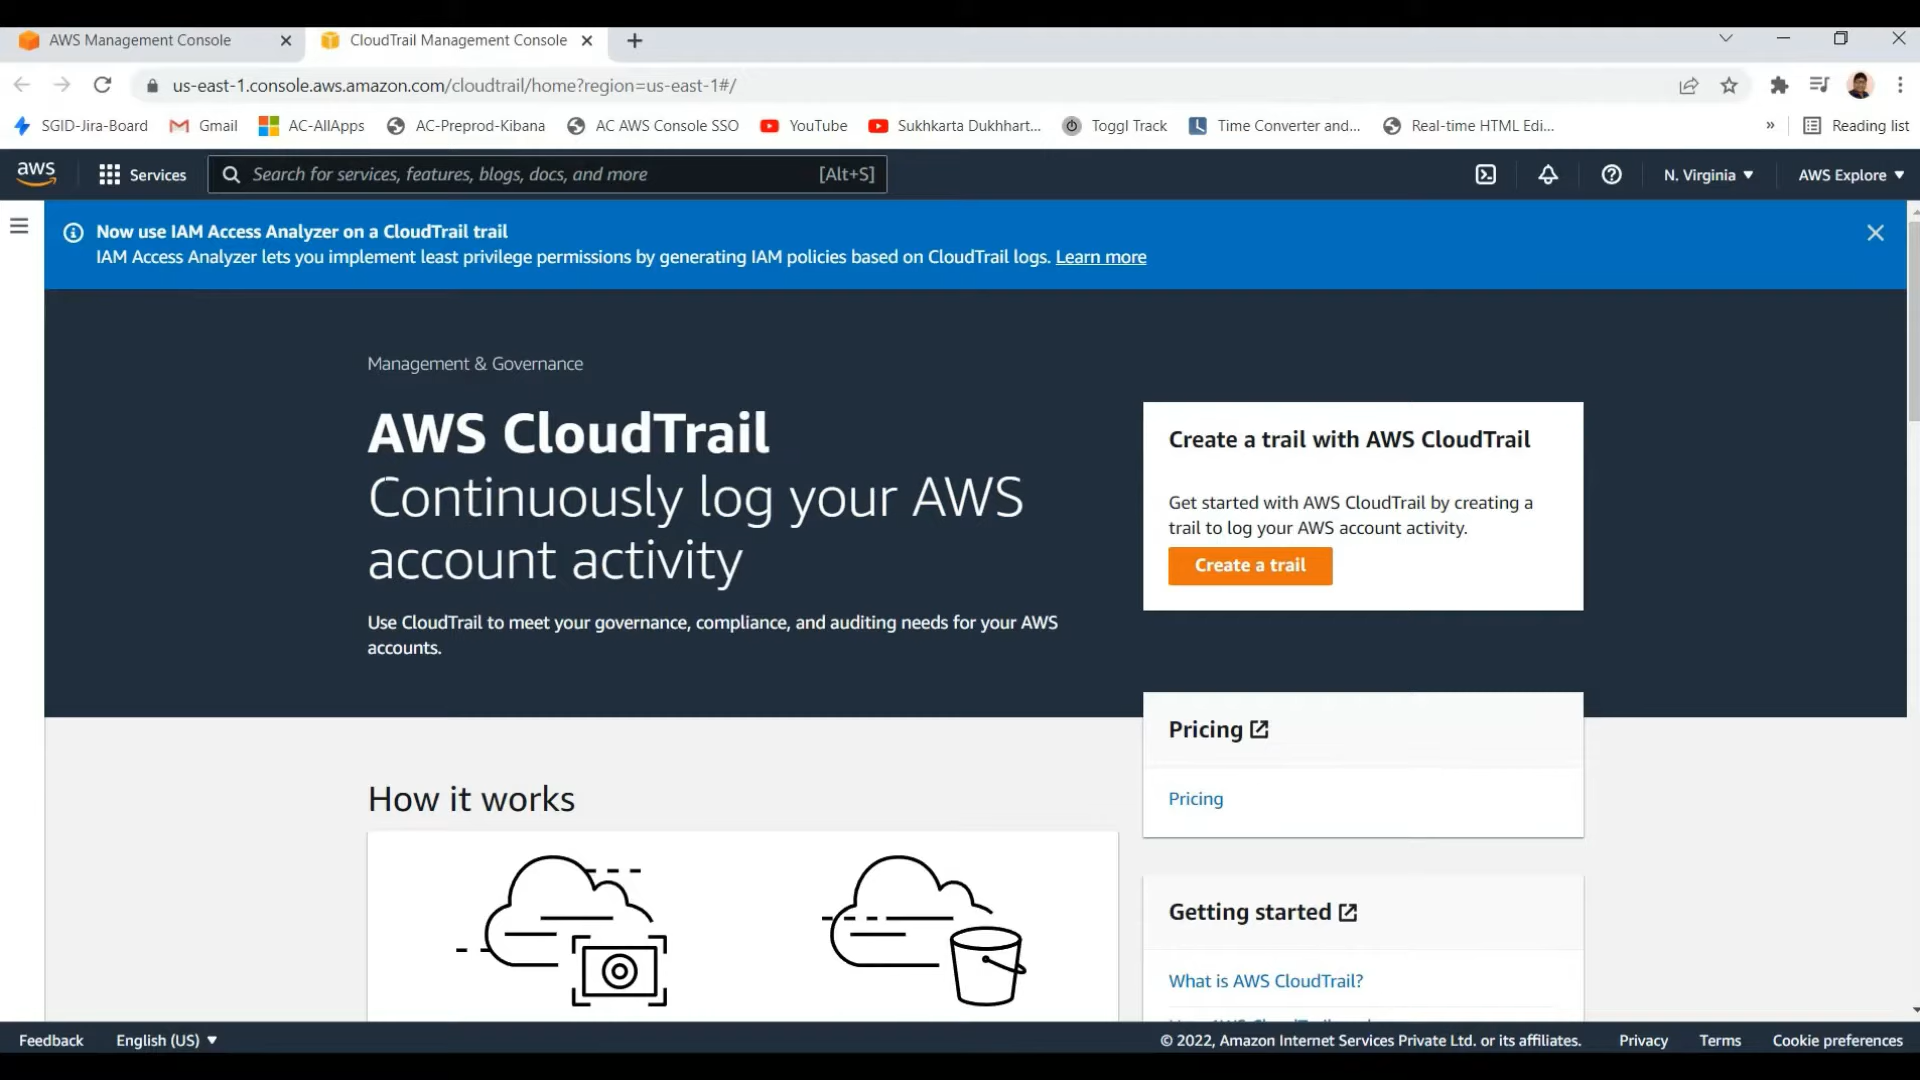 AWS Management Console
CloudTrail Management Console
us-east-1.console.aws.amazon.com/cloudtrail/home?region=us-east-1#/
SGID-Jira-Board
Gmail
AC-AllApps
AC-Preprod-Kibana
AC AWS Console SSO
YouTube
Sukhkarta Dukhhart...
Toggl Track
Time Converter and...
Real-time HTML Edi...
»
Reading list
aws
Services
Search for services, features, blogs, docs, and more
[Alt+S]
N. Virginia
AWS Explore
Now use IAM Access Analyzer on a CloudTrail trail
IAM Access Analyzer lets you implement least privilege permissions by generating IAM policies based on CloudTrail logs. Learn more
Management & Governance
AWS CloudTrail
Continuously log your AWS
account activity
Use CloudTrail to meet your governance, compliance, and auditing needs for your AWS
accounts.
Create a trail with AWS CloudTrail
Get started with AWS CloudTrail by creating a
trail to log your AWS account activity.
Create a trail
Pricing
Pricing
How it works
Getting started
What is AWS CloudTrail?
Feedback
English (US)
© 2022, Amazon Internet Services Private Ltd. or its affiliates.
Privacy
Terms
Cookie preferences